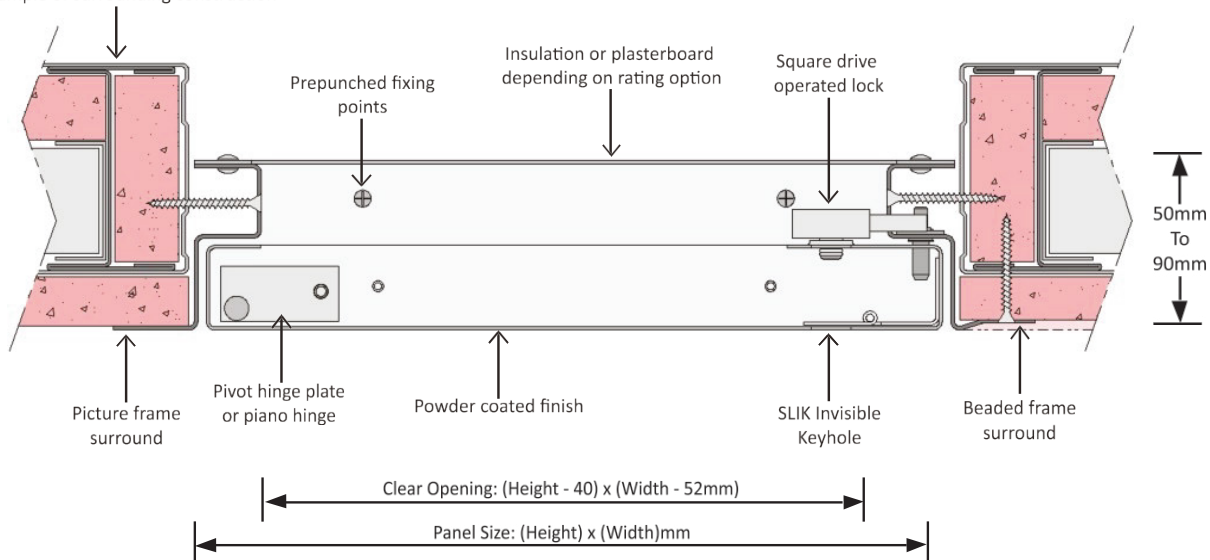 Insulation or plasterboard
depending on rating option
Square drive
operated lock
Prepunched fixing
points
50mm
To
90mm
Picture frame
surround
Pivot hinge plate
or piano hinge
Powder coated finish
SLIK Invisible
Keyhole
Beaded frame
surround
Clear Opening: (Height - 40) x (Width - 52mm)
Panel Size: (Height) x (Width)mm